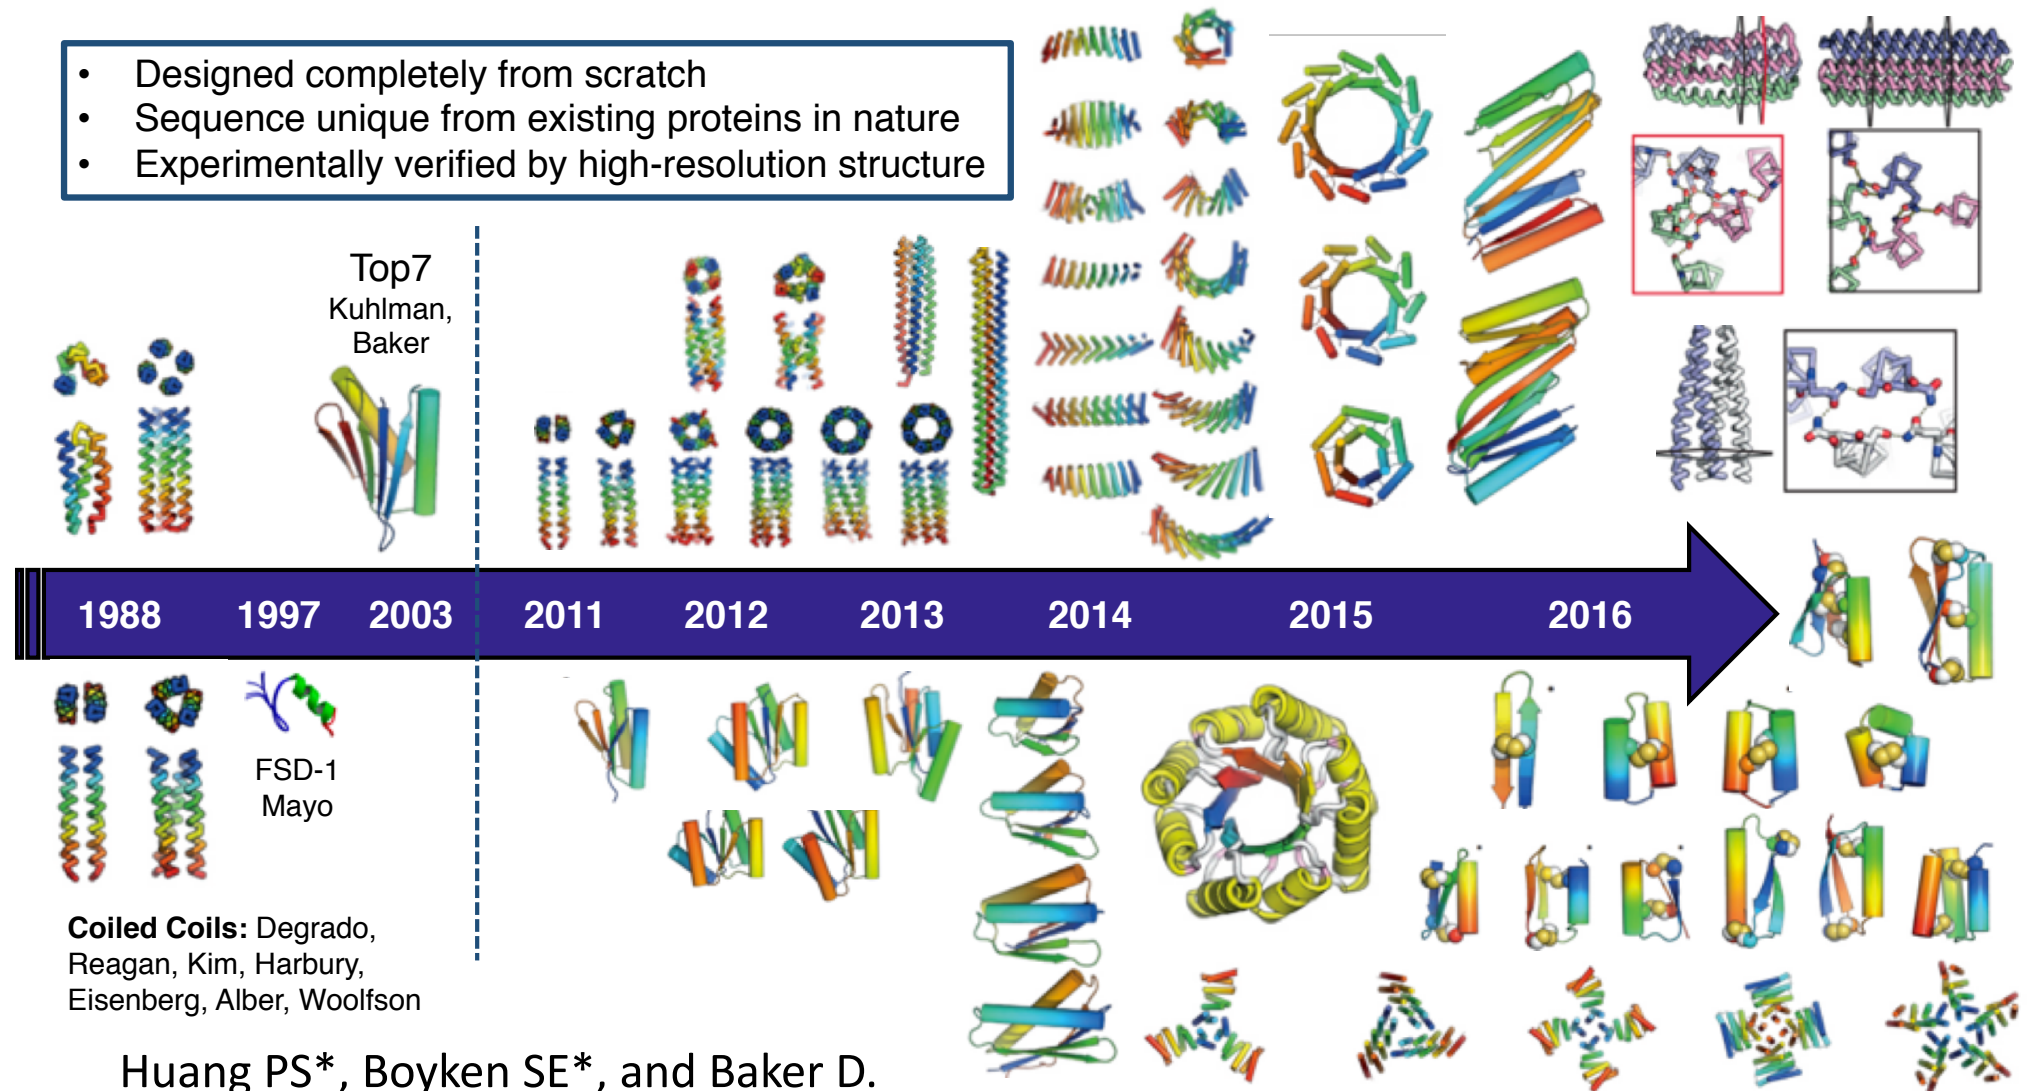 • Designed completely from scratch
• Sequence unique from existing proteins in nature
• Experimentally verified by high-resolution structure
Top7
Kuhlman,
Baker
1988 1997 2003 2011 2012 2013 2014 2015 2016
FSD-1
Mayo
Coiled Coils: Degrado,
Reagan, Kim, Harbury,
Eisenberg, Alber, Woolfson
Huang PS*, Boyken SE*, and Baker D.